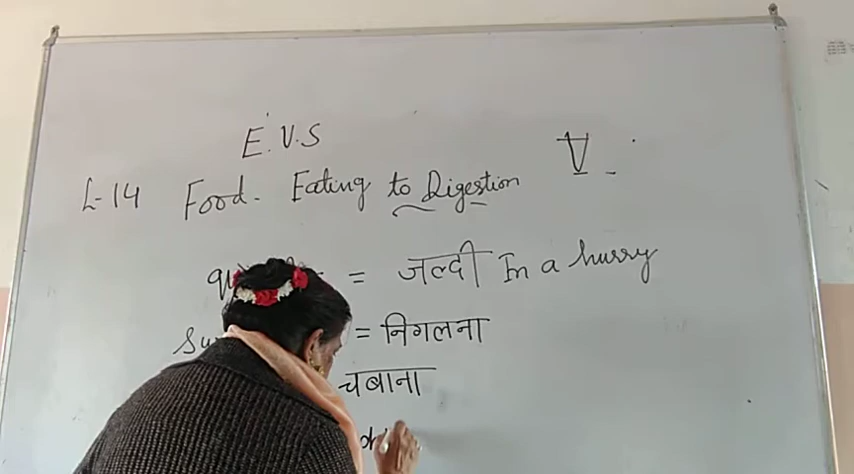 E.V.S
V
L-14 Food - Eating to Digestion
= जल्दी In a hurry
= निगलना
चबाना